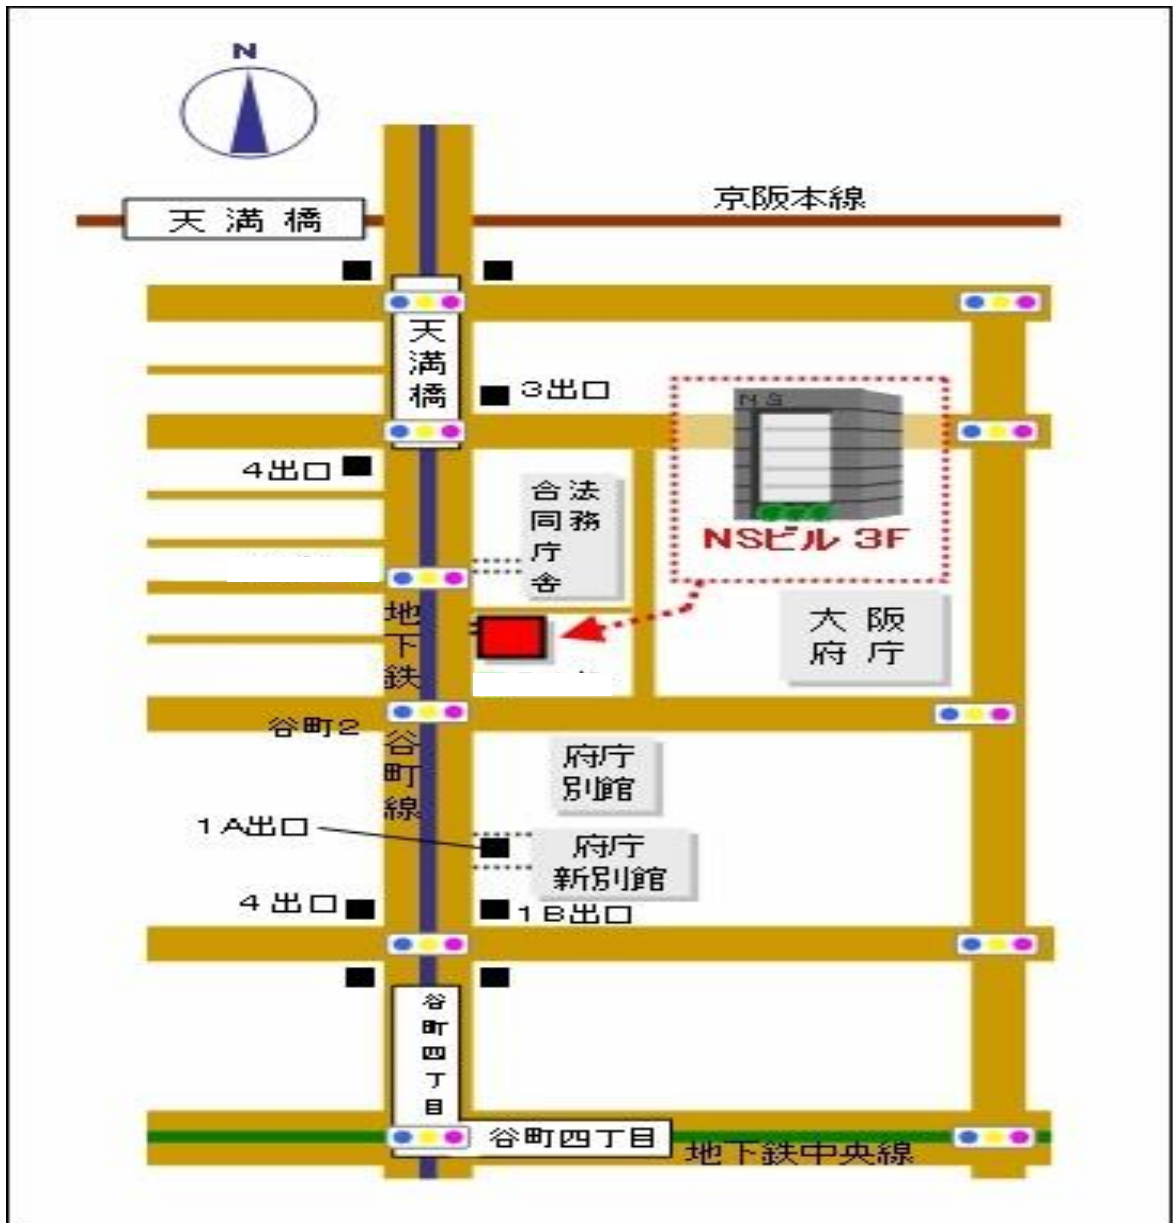 N
京阪本線
天満橋
天満橋
3出口
NS
4出口
合法
同務
庁
舎
NSビル 3F
地下鉄谷町線
大阪
府庁
谷町2
府庁
別館
1A出口
府庁
新別館
4出口
1B出口
谷町四丁目
谷町四丁目
地下鉄中央線